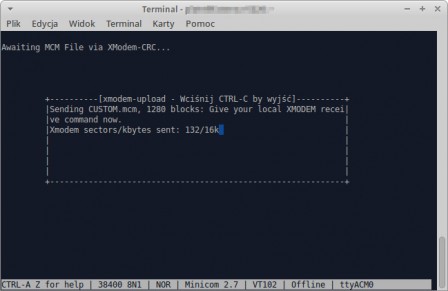 Terminal -
Plik Edycja Widok Terminal Karty Pomoc
Awaiting MCM File via XModem-CRC...
+----------[xmodem-upload - Wciśnij CTRL-C by wyjść]----------+
|Sending CUSTOM.mcm, 1280 blocks: Give your local XMODEM recei|
|ve command now.
Xmodem sectors/kbytes sent: 132/16k
CTRL-A Z for help | 38400 8N1 | NOR | Minicom 2.7 | VT102 | Offline | ttyACM0